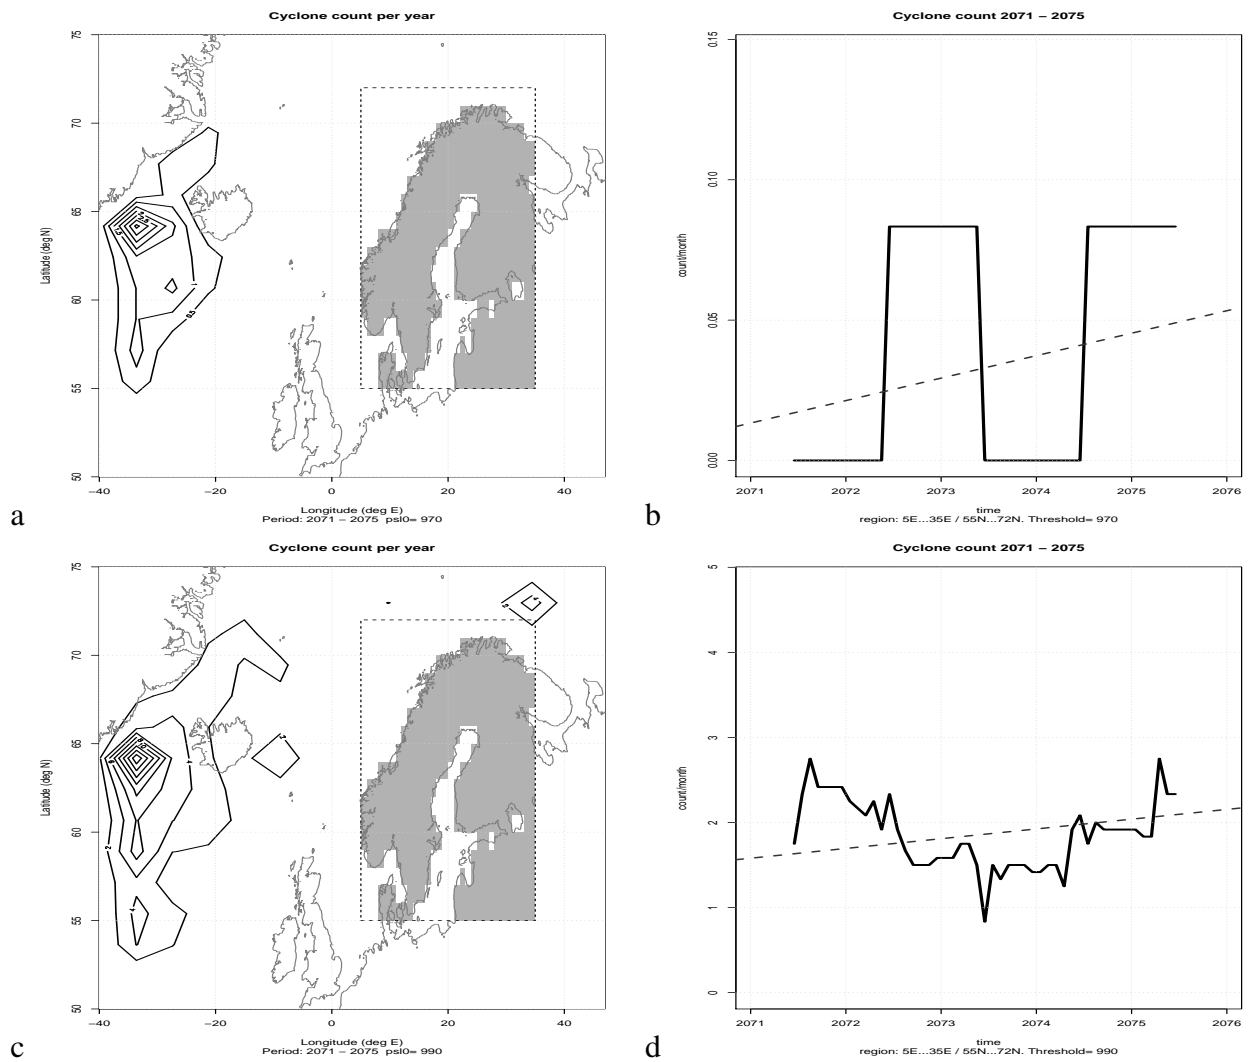 Cyclone count per year
75
70
65
60
55
50
Latitude (deg N)
1
0.5
−40 −20 0 20 40
Longitude (deg E)
Period: 2071 − 2075 psl0= 970
a
Cyclone count 2071 − 2075
0.15
0.10
0.05
0.00
count/month
2071 2072 2073 2074 2075 2076
time
region: 5E...35E / 55N...72N. Threshold= 970
b
Cyclone count per year
75
70
65
60
55
50
Latitude (deg N)
2
4
−40 −20 0 20 40
Longitude (deg E)
Period: 2071 − 2075 psl0= 990
c
Cyclone count 2071 − 2075
5
4
3
2
1
0
count/month
2071 2072 2073 2074 2075 2076
time
region: 5E...35E / 55N...72N. Threshold= 990
d